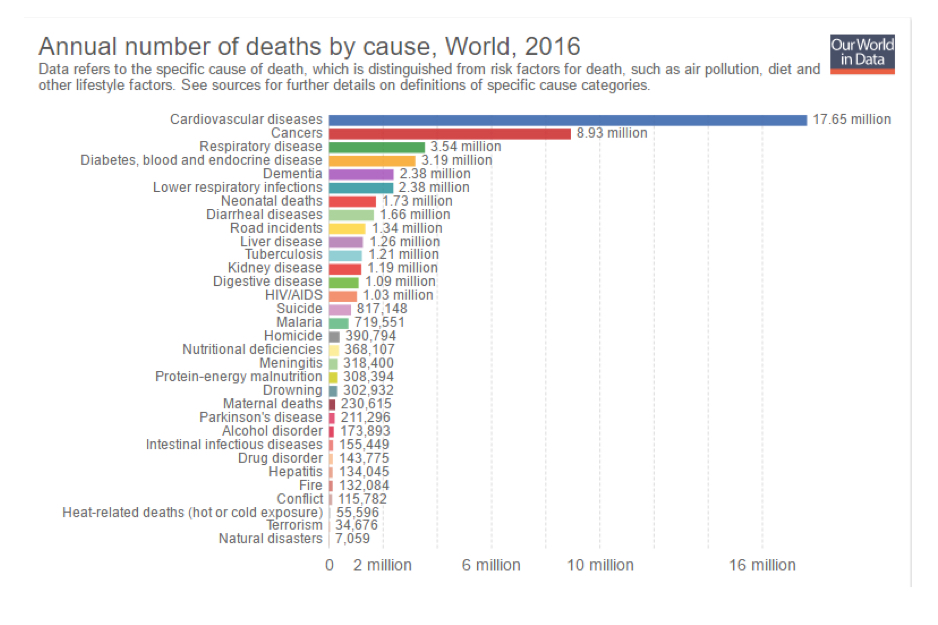 Annual number of deaths by cause, World, 2016
Our World
in Data
Data refers to the specific cause of death, which is distinguished from risk factors for death, such as air pollution, diet and
other lifestyle factors. See sources for further details on definitions of specific cause categories.
Cardiovascular diseases 17.65 million
Cancers 8.93 million
Respiratory disease 3.54 million
Diabetes, blood and endocrine disease 3.19 million
Dementia 2.38 million
Lower respiratory infections 2.38 million
Neonatal deaths 1.73 million
Diarrheal diseases 1.66 million
Road incidents 1.34 million
Liver disease 1.26 million
Tuberculosis 1.21 million
Kidney disease 1.19 million
Digestive disease 1.09 million
HIV/AIDS 1.03 million
Suicide 817,148
Malaria 719,551
Homicide 390,794
Nutritional deficiencies 368,107
Meningitis 318,400
Protein-energy malnutrition 308,394
Drowning 302,932
Maternal deaths 230,615
Parkinson's disease 211,296
Alcohol disorder 173,893
Intestinal infectious diseases 155,449
Drug disorder 143,775
Hepatitis 134,045
Fire 132,084
Conflict 115,782
Heat-related deaths (hot or cold exposure) 55,596
Terrorism 34,676
Natural disasters 7,059
0 2 million 6 million 10 million 16 million